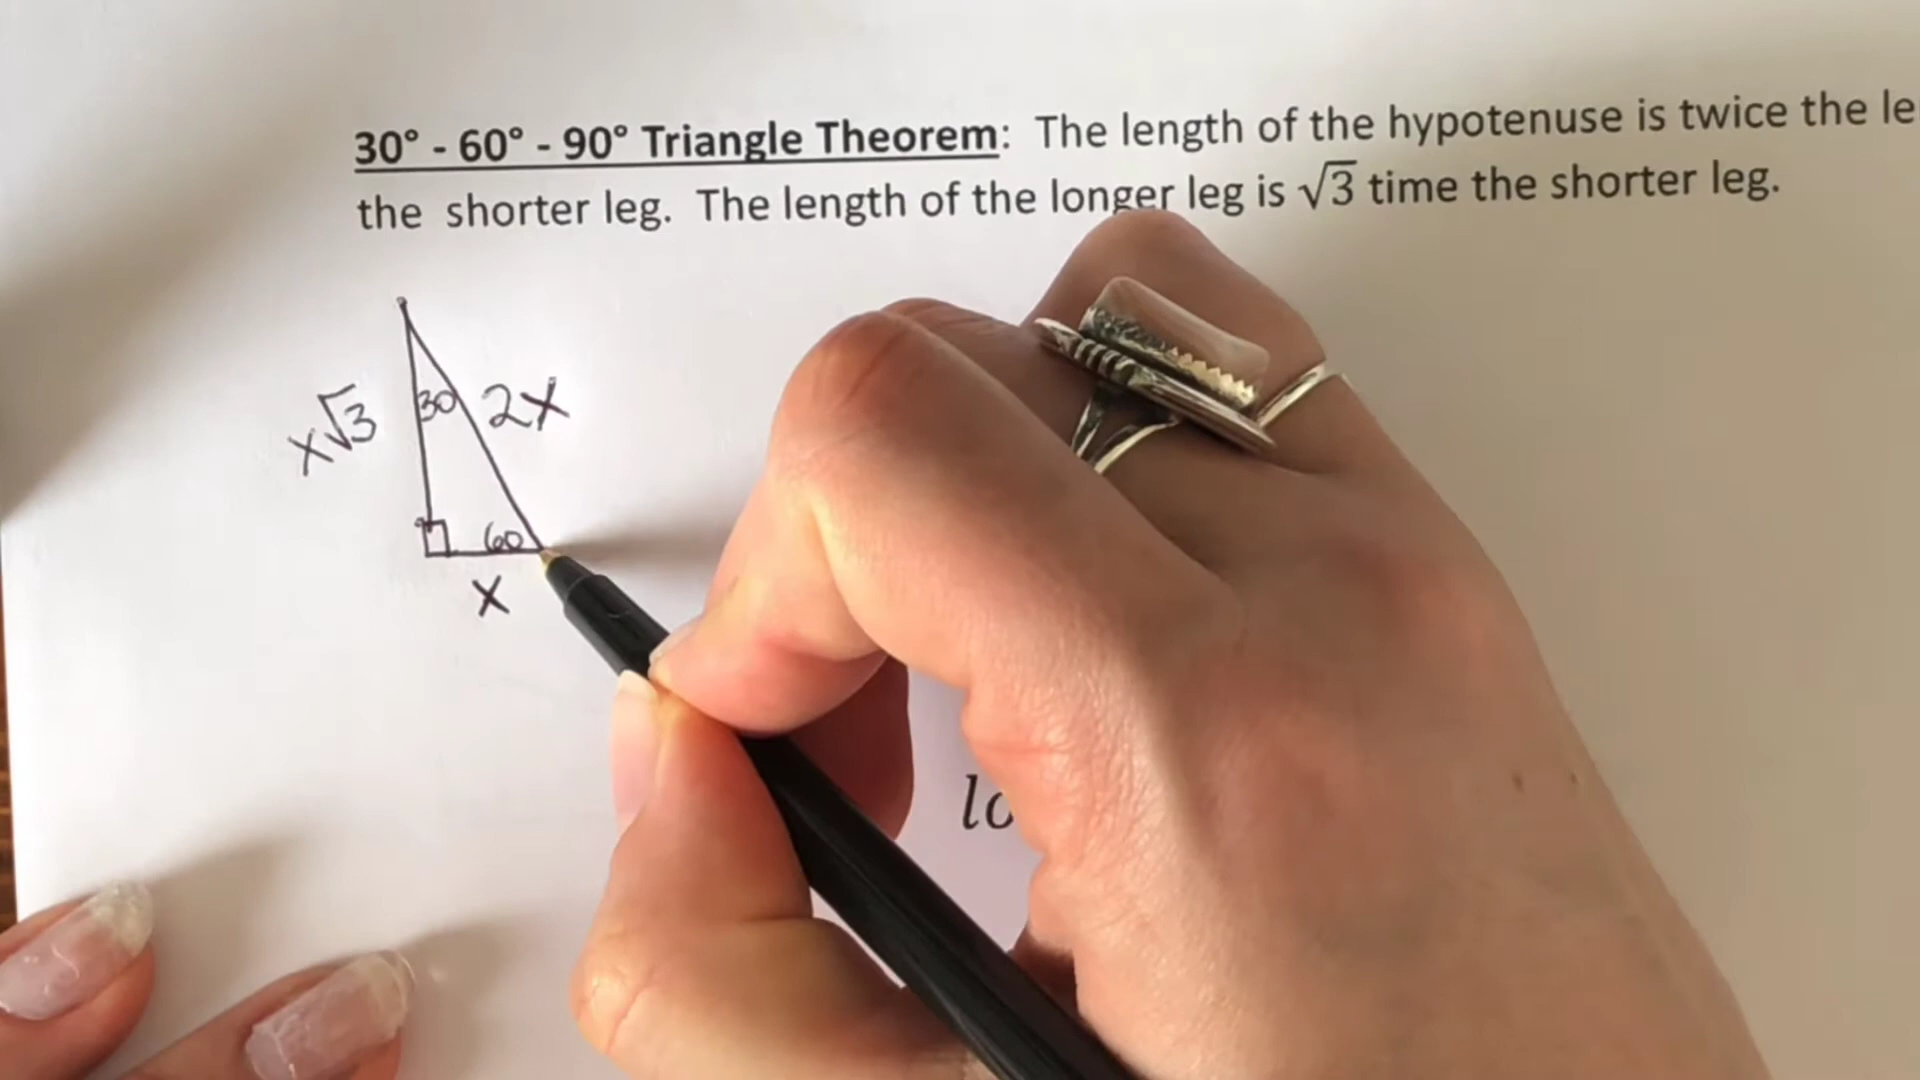 30° - 60° - 90° Triangle Theorem: The length of the hypotenuse is twice the
the shorter leg. The length of the longer leg is √3 time the shorter leg.
30
x√3
2x
60
x